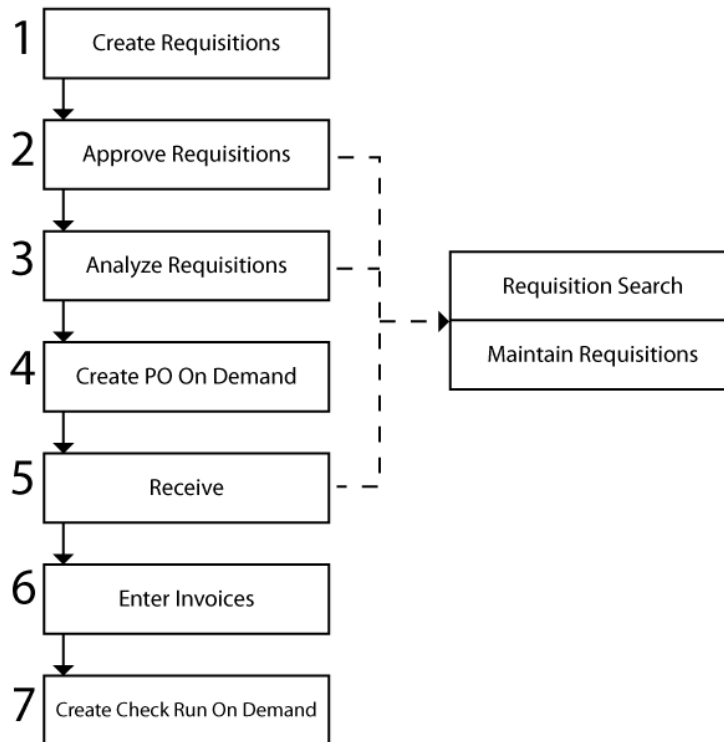 1 Create Requisitions
2 Approve Requisitions
3 Analyze Requisitions
Requisition Search
Maintain Requisitions
4 Create PO On Demand
5 Receive
6 Enter Invoices
7 Create Check Run On Demand